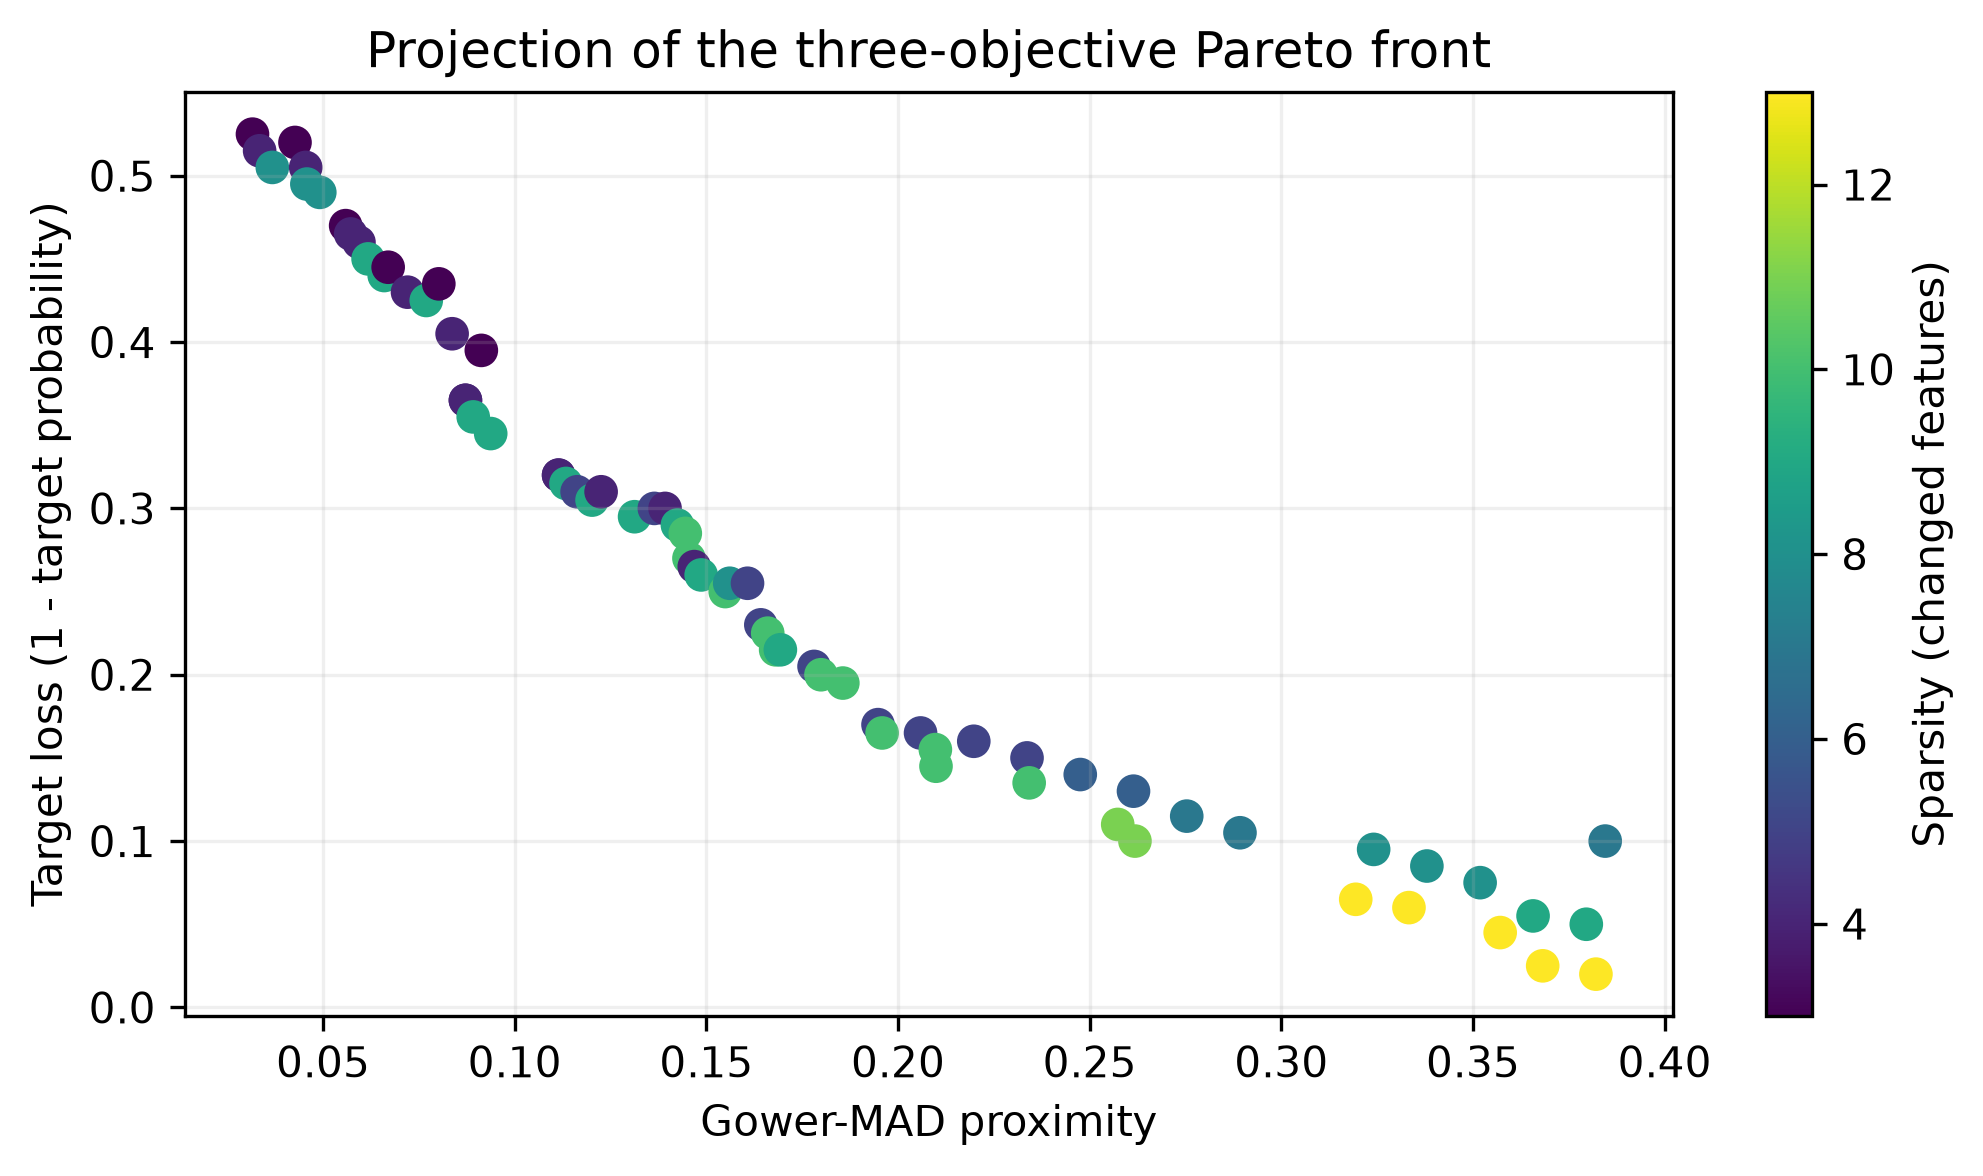 Projection of the three-objective Pareto front
Target loss (1 - target probability)
0.5
0.4
0.3
0.2
0.1
0.0
0.05 0.10 0.15 0.20 0.25 0.30 0.35 0.40
Gower-MAD proximity
12
10
8
6
4
Sparsity (changed features)